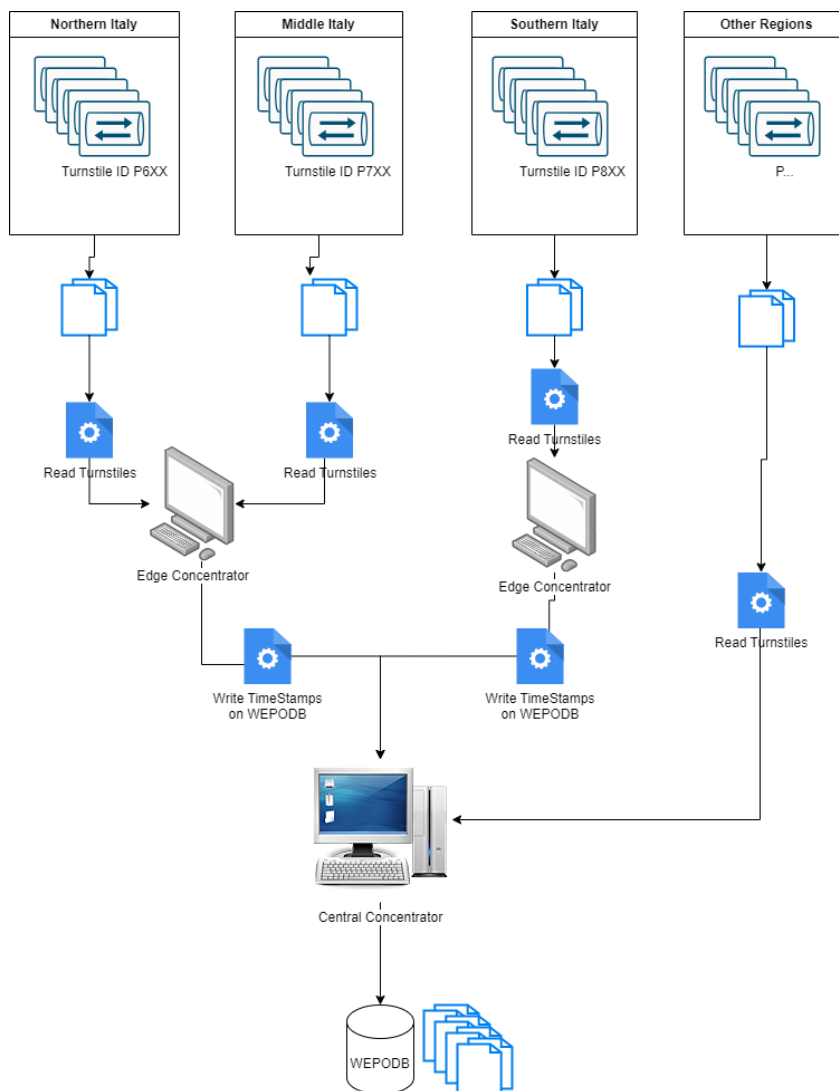 Northern Italy
Middle Italy
Southern Italy
Other Regions
Turnstile ID P6XX
Turnstile ID P7XX
Turnstile ID P8XX
P...
Read Turnstiles
Read Turnstiles
Read Turnstiles
Edge Concentrator
Edge Concentrator
Read Turnstiles
Write TimeStamps
on WEPODB
Write TimeStamps
on WEPODB
Central Concentrator
WEPODB